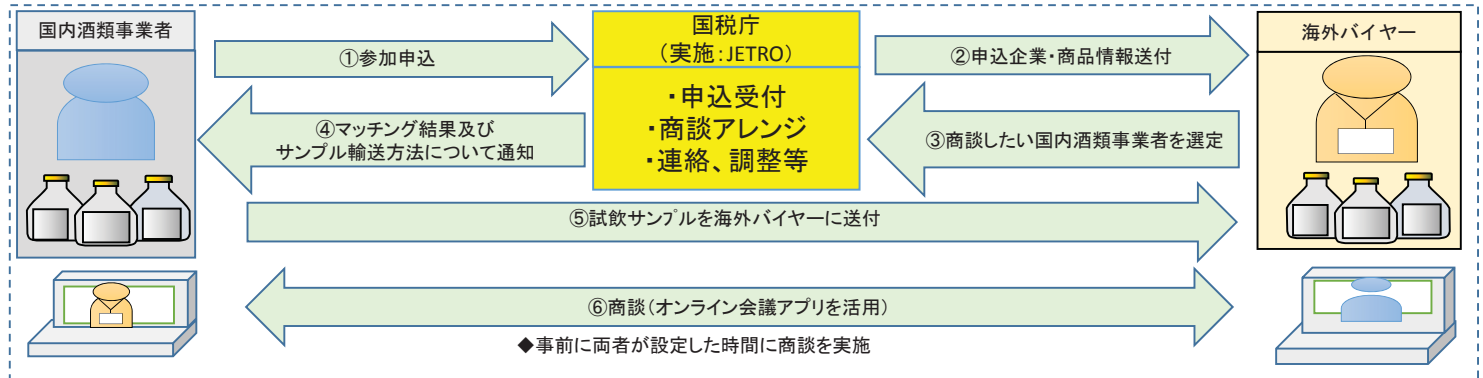 国内酒類事業者
①参加申込
国税庁
（実施：JETRO）
②申込企業・商品情報送付
海外バイヤー
・申込受付
・商談アレンジ
・連絡、調整等
④マッチング結果及び
サンプル輸送方法について通知
③商談したい国内酒類事業者を選定
⑤試飲サンプルを海外バイヤーに送付
⑥商談（オンライン会議アプリを活用）
◆事前に両者が設定した時間に商談を実施